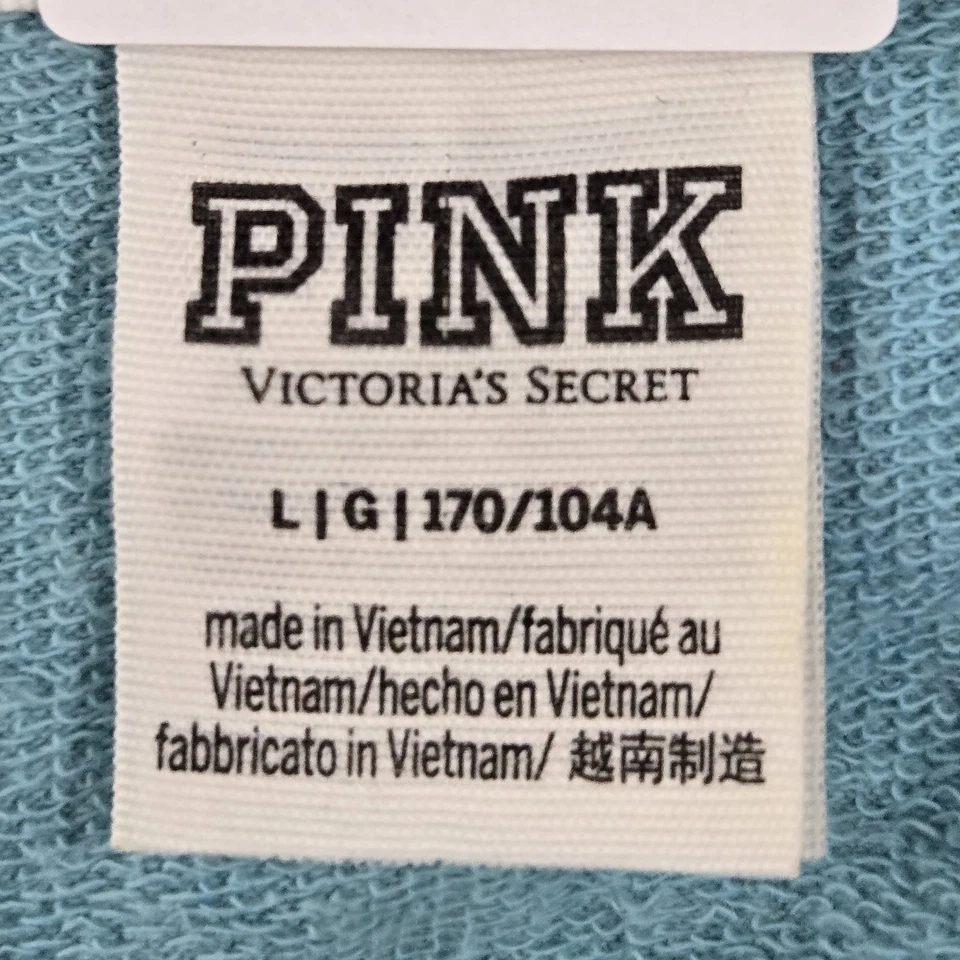 PINK
VICTORIA'S SECRET
L | G | 170/104A
made in Vietnam/fabriqué au
Vietnam/hecho en Vietnam/
fabbricato in Vietnam/ 越南制造